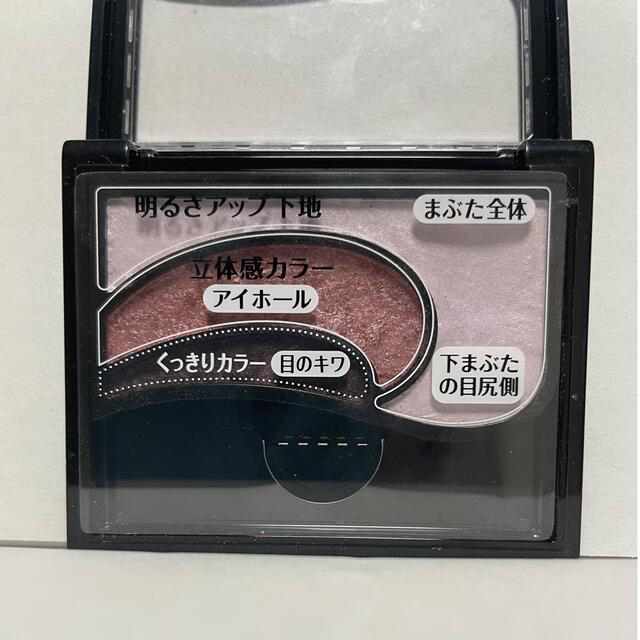 明るさアップ下地
まぶた全体
立体感カラー
アイホール
くっきりカラー 目のキワ
下まぶた
の目尻側